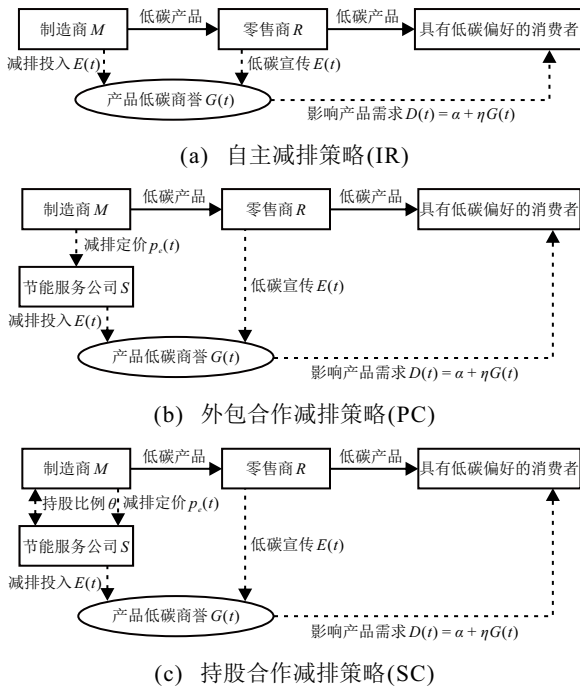 制造商M 低碳产品 零售商R 低碳产品 具有低碳偏好的消费者
减排投入E(t) 低碳宣传E(t)
产品低碳商誉G(t)
影响产品需求D(t) = α + ηG(t)
(a) 自主减排策略(IR)
制造商M 低碳产品 零售商R 低碳产品 具有低碳偏好的消费者
减排定价p_c(t)
节能服务公司S 低碳宣传E(t)
减排投入E(t)
产品低碳商誉G(t)
影响产品需求D(t) = α + ηG(t)
(b) 外包合作减排策略(PC)
制造商M 低碳产品 零售商R 低碳产品 具有低碳偏好的消费者
持股比例θ 减排定价p_c(t)
节能服务公司S 低碳宣传E(t)
减排投入E(t)
产品低碳商誉G(t)
影响产品需求D(t) = α + ηG(t)
(c) 持股合作减排策略(SC)